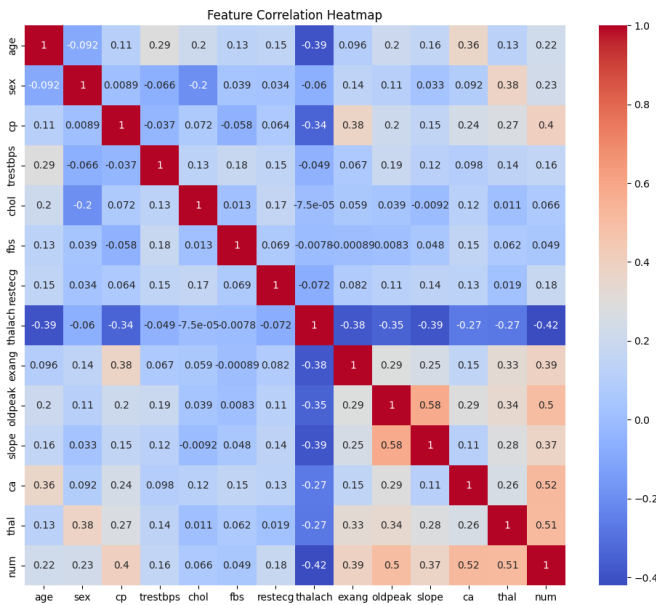 Feature Correlation Heatmap
age 1 -0.092 0.11 0.29 0.2 0.13 0.15 -0.39 0.096 0.2 0.16 0.36 0.13 0.22
sex -0.092 1 0.0089 -0.066 -0.2 0.039 0.034 -0.06 0.14 0.11 0.033 0.092 0.38 0.23
cp 0.11 0.0089 1 -0.037 0.072 -0.058 0.064 -0.34 0.38 0.2 0.15 0.24 0.27 0.4
trestbps 0.29 -0.066 -0.037 1 0.13 0.18 0.15 -0.049 0.067 0.19 0.12 0.098 0.14 0.16
chol 0.2 -0.2 0.072 0.13 1 0.013 0.17 -7.5e-05 0.059 0.039 -0.0092 0.12 0.011 0.066
fbs 0.13 0.039 -0.058 0.18 0.013 1 0.069 -0.0078 -0.00089 0.0083 0.048 0.15 0.062 0.049
restecg 0.15 0.034 0.064 0.15 0.17 0.069 1 -0.072 0.082 0.11 0.14 0.13 0.019 0.18
thalach -0.39 -0.06 -0.34 -0.049 -7.5e-05 -0.0078 -0.072 1 -0.38 -0.35 -0.39 -0.27 -0.27 -0.42
exang 0.096 0.14 0.38 0.067 0.059 -0.00089 0.082 -0.38 1 0.29 0.25 0.15 0.33 0.39
oldpeak 0.2 0.11 0.2 0.19 0.039 0.0083 0.11 -0.35 0.29 1 0.58 0.29 0.34 0.5
slope 0.16 0.033 0.15 0.12 -0.0092 0.048 0.14 -0.39 0.25 0.58 1 0.11 0.28 0.37
ca 0.36 0.092 0.24 0.098 0.12 0.15 0.13 -0.27 0.15 0.29 0.11 1 0.26 0.52
thal 0.13 0.38 0.27 0.14 0.011 0.062 0.019 -0.27 0.33 0.34 0.28 0.26 1 0.51
num 0.22 0.23 0.4 0.16 0.066 0.049 0.18 -0.42 0.39 0.5 0.37 0.52 0.51 1
age sex cp trestbps chol fbs restecg thalach exang oldpeak slope ca thal num
1.0
0.8
0.6
0.4
0.2
0.0
−0.2
−0.4